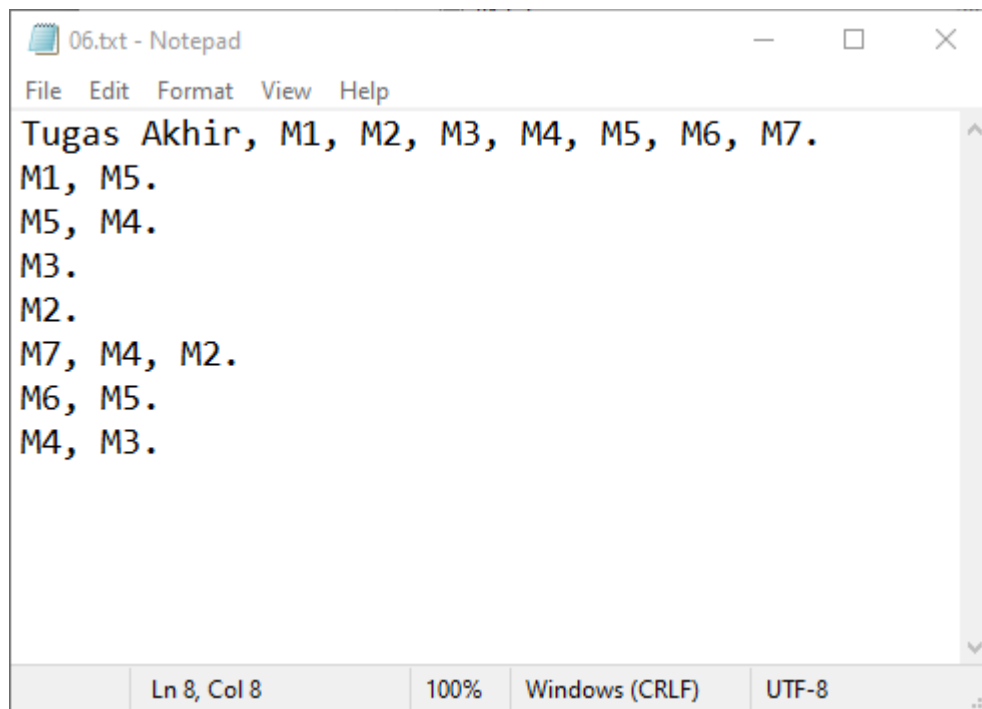 06.txt - Notepad
File Edit Format View Help
Tugas Akhir, M1, M2, M3, M4, M5, M6, M7.
M1, M5.
M5, M4.
M3.
M2.
M7, M4, M2.
M6, M5.
M4, M3.
Ln 8, Col 8 100% Windows (CRLF) UTF-8